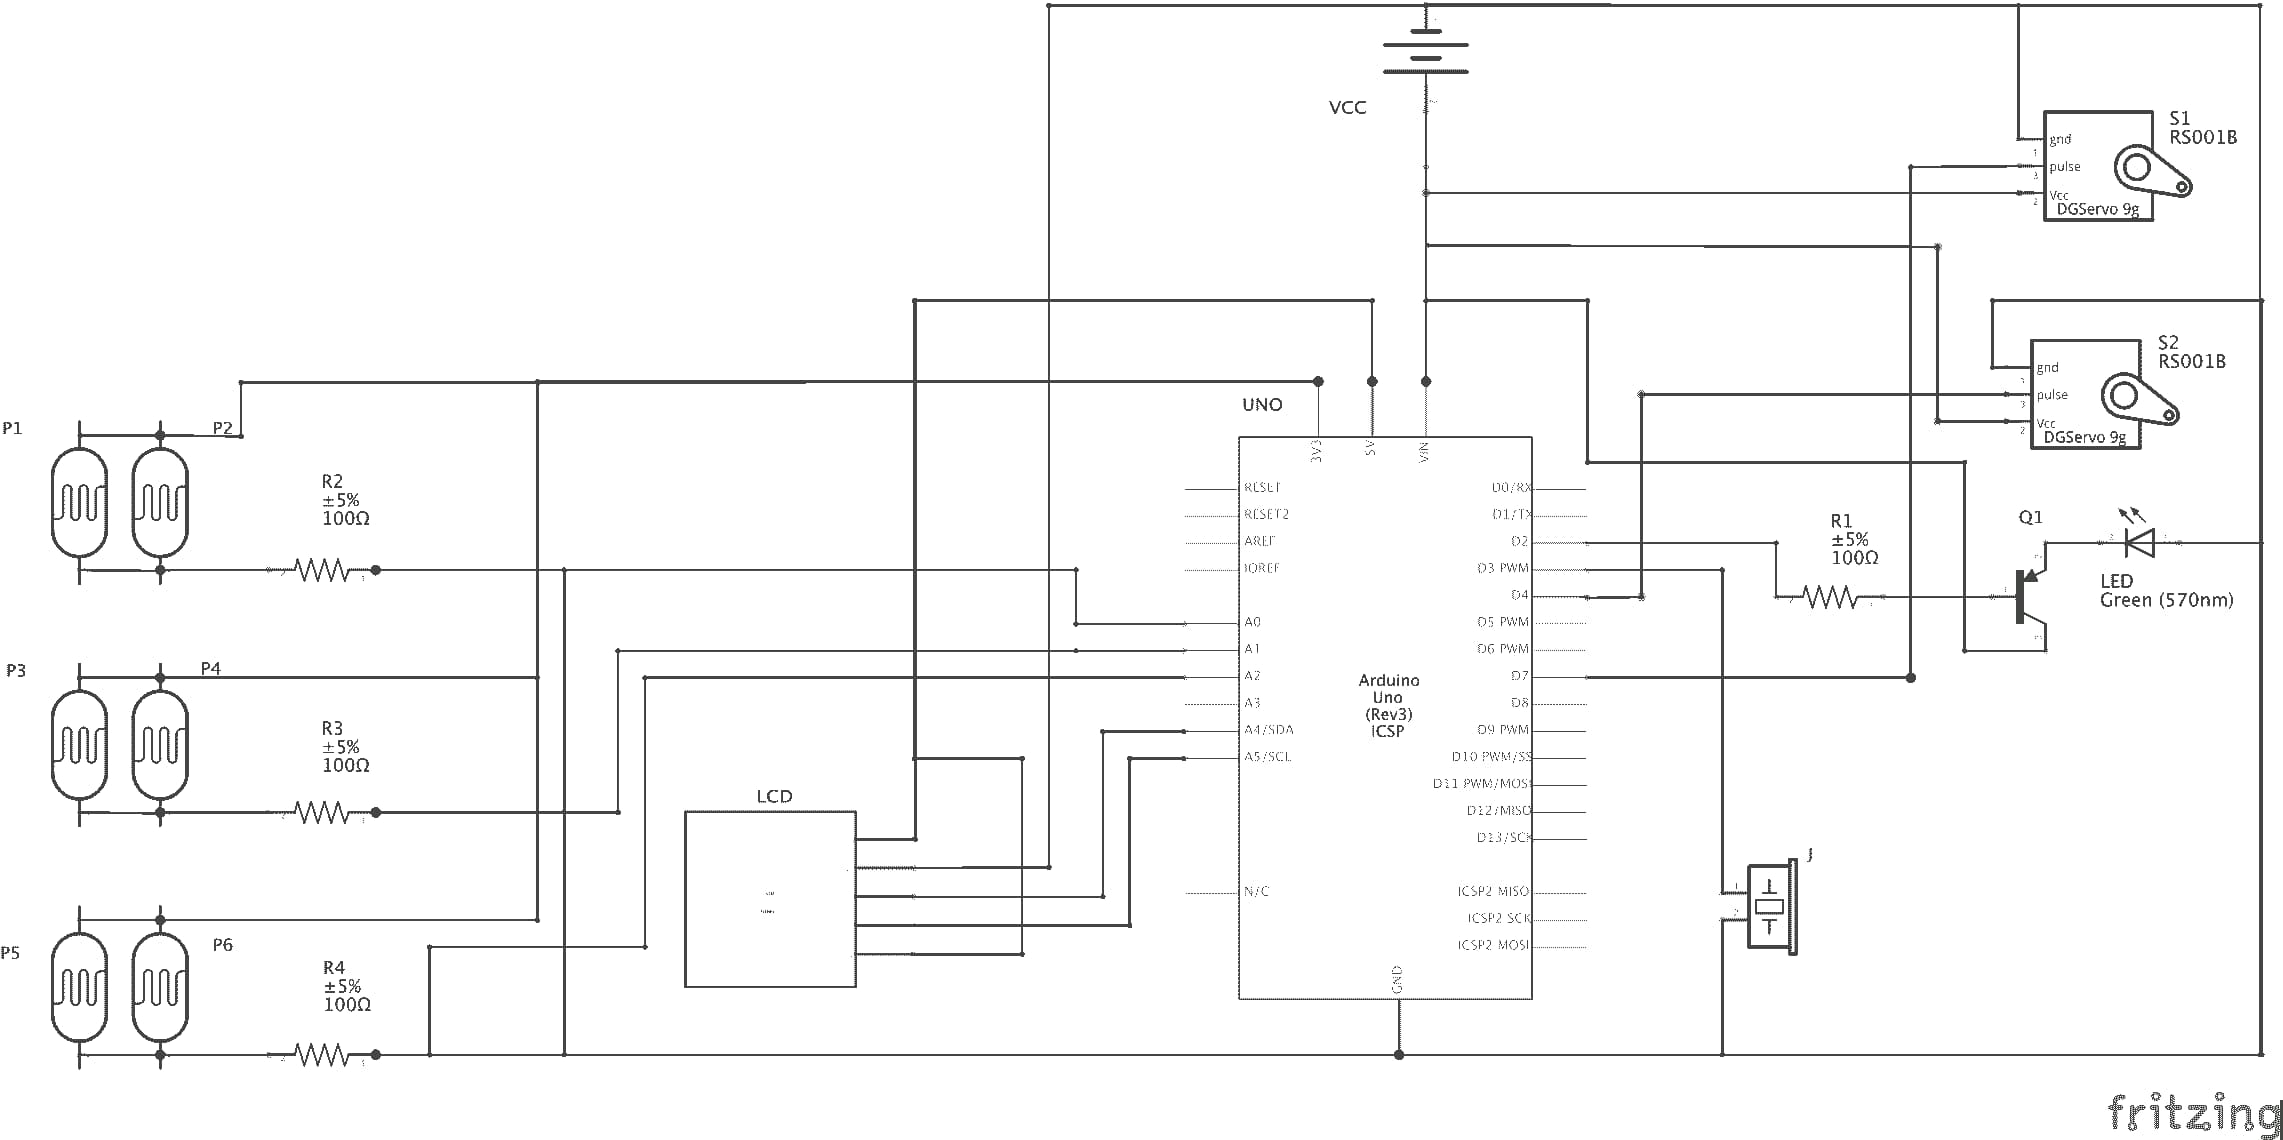 VCC
S1
RS001B
gnd
pulse
Vcc
DGServo 9g
S2
RS001B
gnd
pulse
Vcc
DGServo 9g
UNO
3V3
5V
VIN
P1
P2
R2
±5%
100Ω
RESET
RESET2
AREF
IOREF
A0
A1
A2
A3
A4/SDA
A5/SCL
N/C
D0/RX
D1/TX
D2
D3 PWM
D4
D5 PWM
D6 PWM
D7
D8
D9 PWM
D10 PWM/SS
D11 PWM/MOSI
D12/MISO
D13/SCK
ICSP2 MISO
ICSP2 SCK
ICSP2 MOSI
GND
Arduino
Uno
(Rev3)
ICSP
R1
±5%
100Ω
Q1
LED
Green (570nm)
P3
P4
R3
±5%
100Ω
LCD
J
P5
P6
R4
±5%
100Ω
fritzing